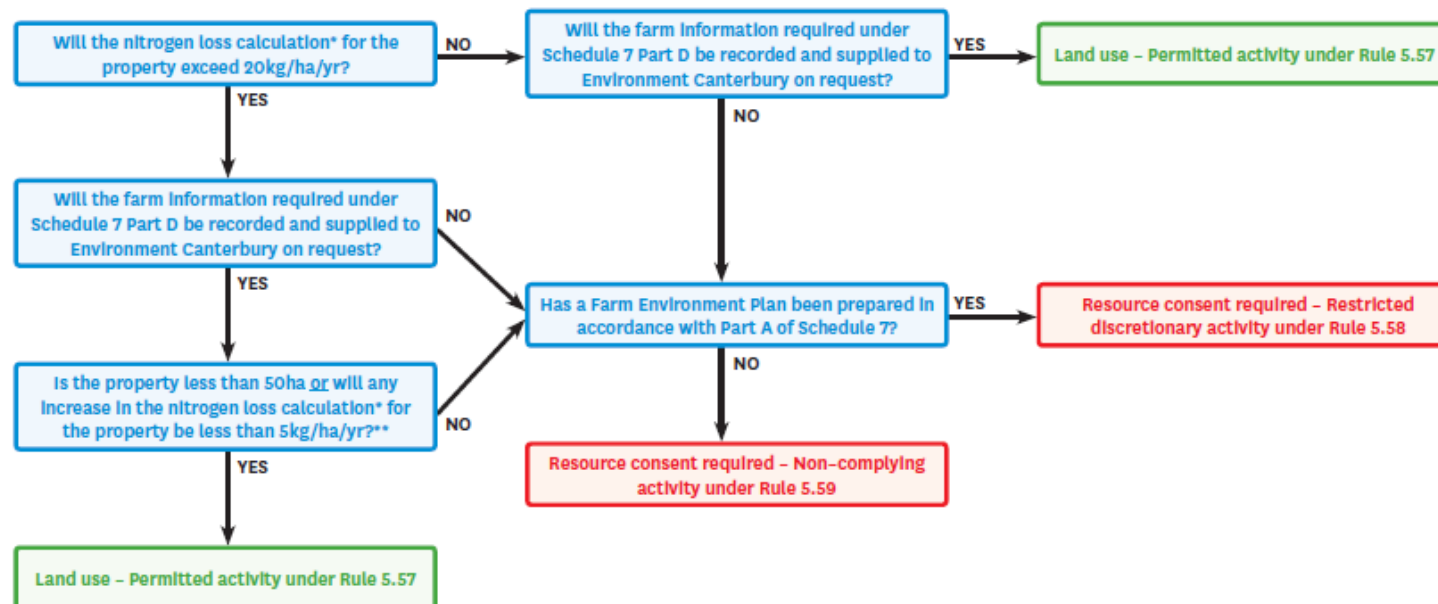 Will the nitrogen loss calculation* for the
property exceed 20kg/ha/yr?
NO
Will the farm information required under
Schedule 7 Part D be recorded and supplied to
Environment Canterbury on request?
YES
Land use – Permitted activity under Rule 5.57
YES
NO
Will the farm information required under
Schedule 7 Part D be recorded and supplied to
Environment Canterbury on request?
NO
YES
Has a Farm Environment Plan been prepared in
accordance with Part A of Schedule 7?
YES
Resource consent required – Restricted
discretionary activity under Rule 5.58
Is the property less than 50ha or will any
increase in the nitrogen loss calculation* for
the property be less than 5kg/ha/yr?**
NO
NO
Resource consent required – Non-complying
activity under Rule 5.59
YES
Land use – Permitted activity under Rule 5.57